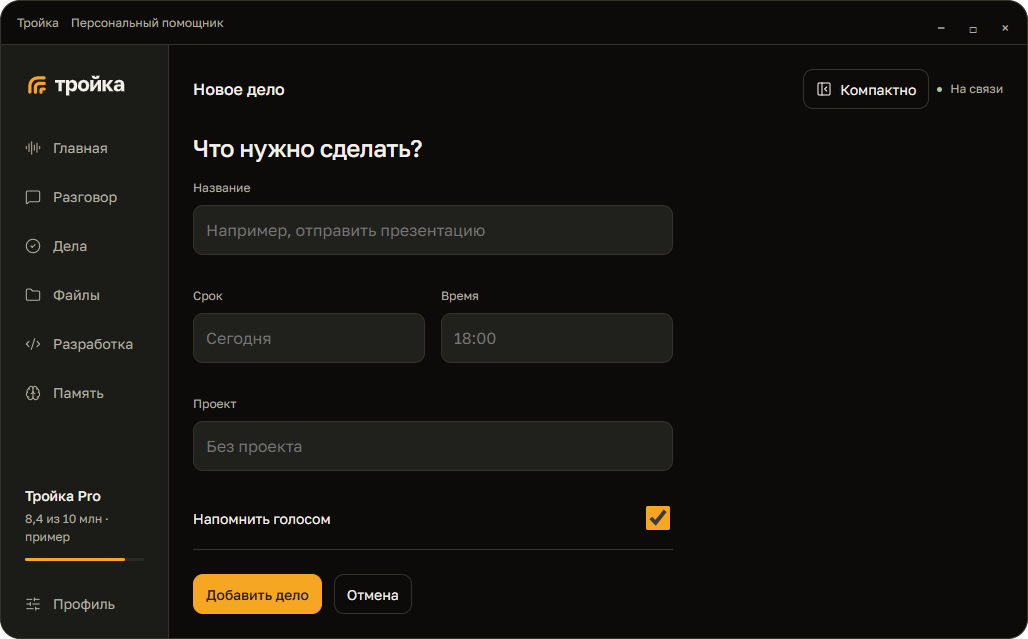 Тройка Персональный помощник
тройка
Главная
Разговор
Дела
Файлы
Разработка
Память
Тройка Pro
8,4 из 10 млн ·
пример
Профиль
Новое дело
Компактно
На связи
Что нужно сделать?
Название
Например, отправить презентацию
Срок
Время
Сегодня
18:00
Проект
Без проекта
Напомнить голосом
Добавить дело
Отмена